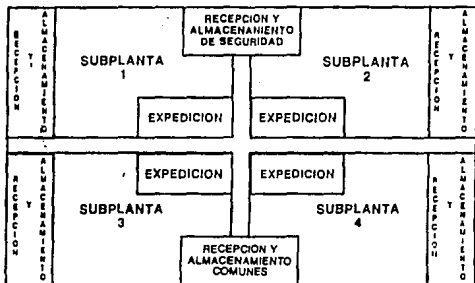 RECEPCION Y
ALMACENAMIENTO
DE SEGURIDAD
RECEPCION
Y
ALMACENAMIENTO
SUBPLANTA
1
SUBPLANTA
2
RECEPCION
Y
ALMACENAMIENTO
EXPEDICION
EXPEDICION
EXPEDICION
EXPEDICION
RECEPCION
Y
ALMACENAMIENTO
SUBPLANTA
3
SUBPLANTA
4
RECEPCION
Y
ALMACENAMIENTO
RECEPCION Y
ALMACENAMIENTO
COMUNES